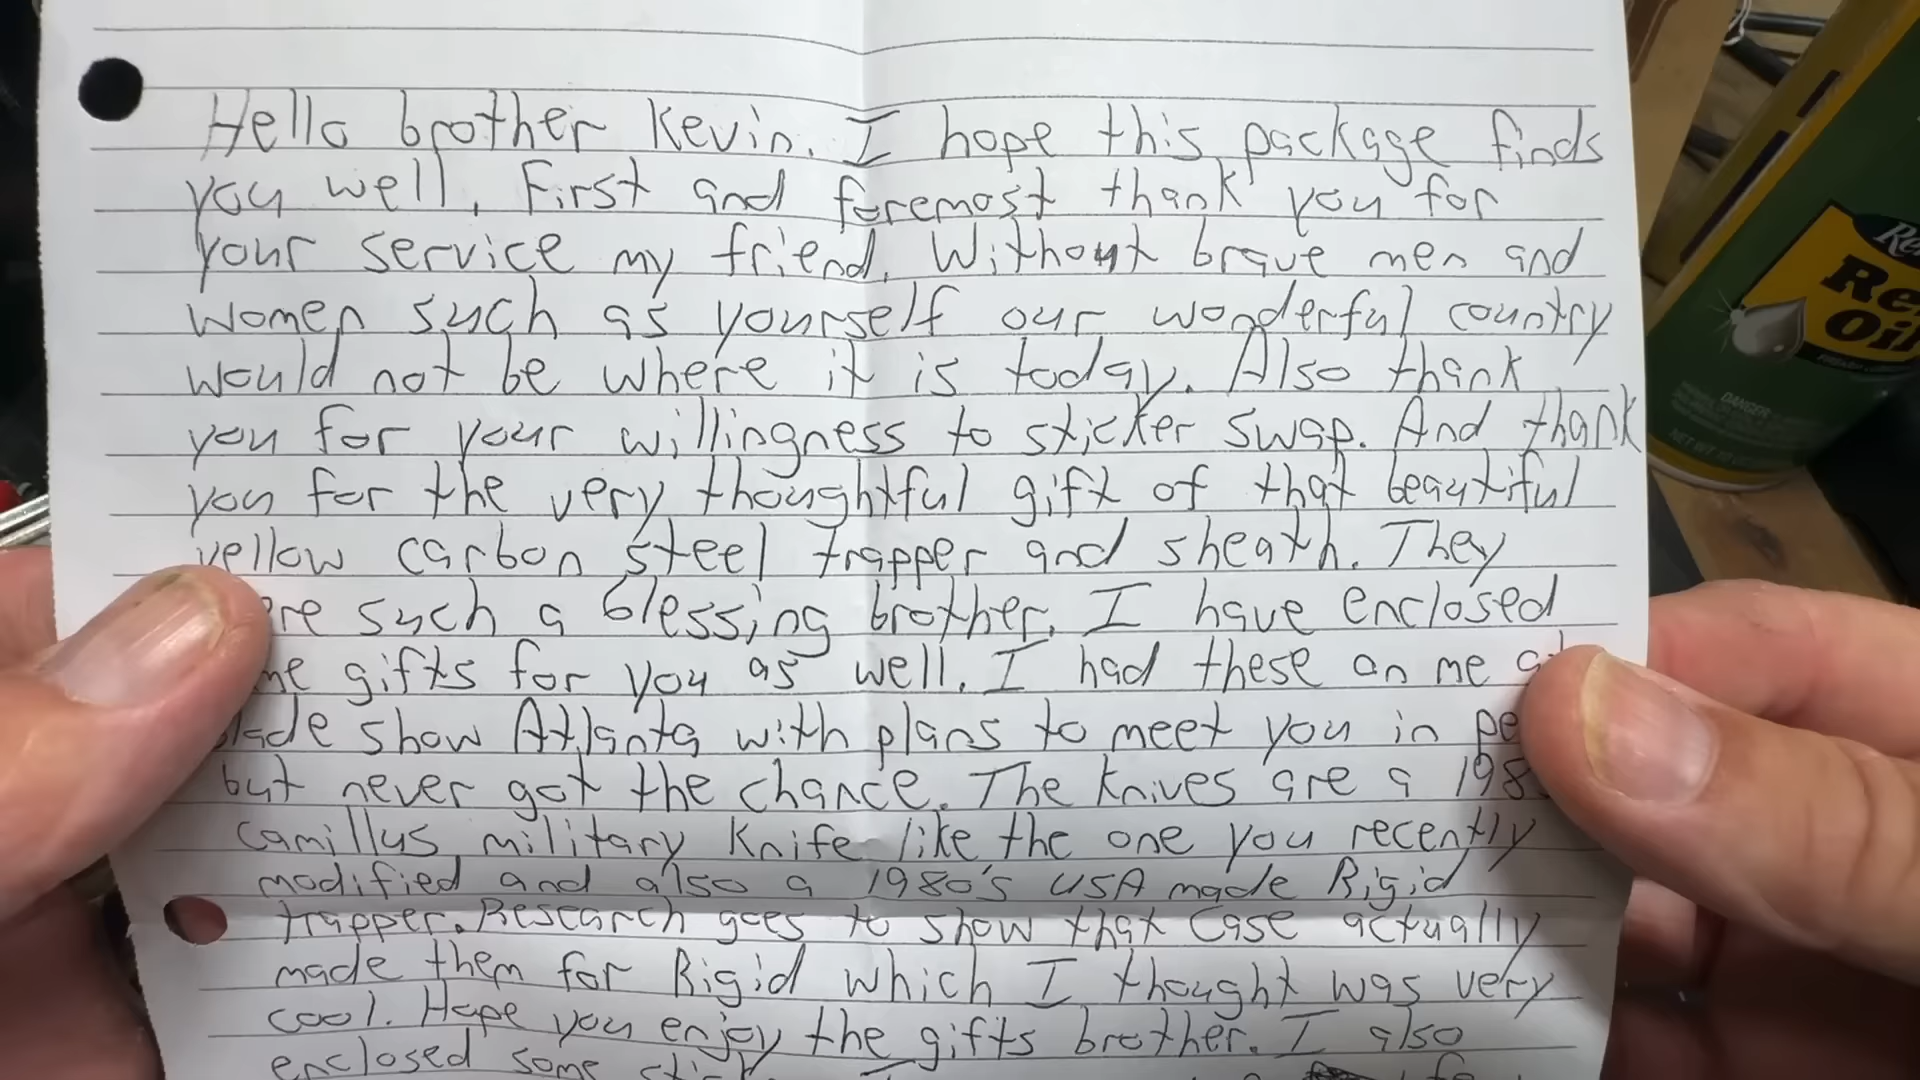 Hello brother Kevin. I hope this package finds
you well. First and foremost thank you for
your service my friend. Without brave men and
women such as yourself our wonderful country
would not be where it is today. Also thank
you for your willingness to sticker swap. And thank
you for the very thoughtful gift of that beautiful
yellow carbon steel trapper and sheath. They
such a blessing brother. I have enclosed
gifts for you as well. I had these on me
show Atlanta with plans to meet you in
but never got the chance. The knives are a
camillus military knife like the one you recently
modified and also a 1980's USA made Rigid
trapper. Research goes to show that Case actually
made them for Rigid which I thought was very
cool. Hope you enjoy the gifts brother. I also
enclosed some
Re
Oil
DANGER